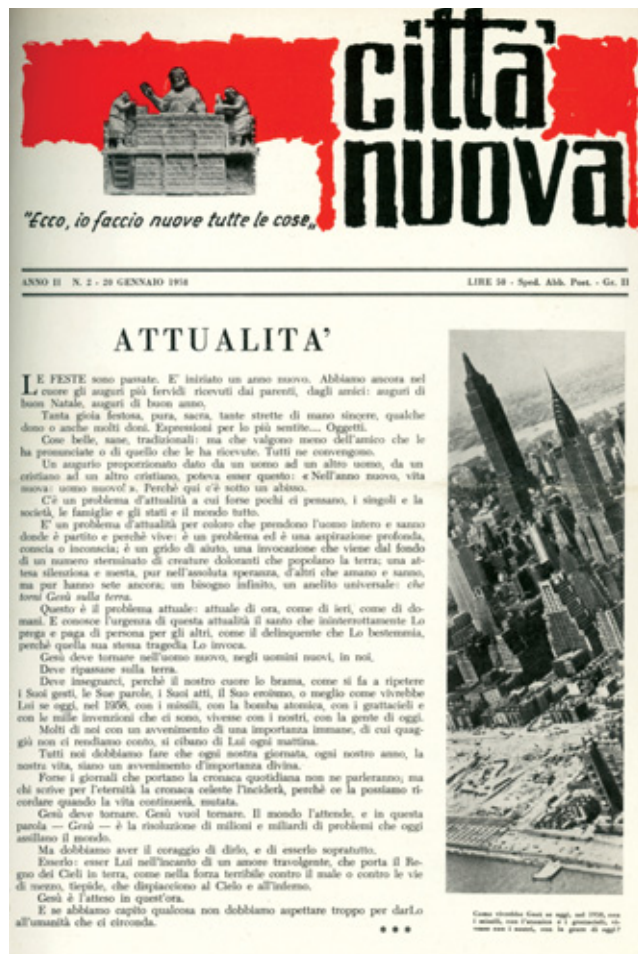 città
nuova
"Ecco, io faccio nuove tutte le cose„
ANNO II N. 2 - 20 GENNAIO 1958
LIRE 50 - Sped. Abb. Post. - Gr. II
ATTUALITA'
LE FESTE sono passate. E' iniziato un anno nuovo. Abbiamo ancora nel
cuore gli auguri più fervidi ricevuti dai parenti, dagli amici: auguri di
buon Natale, auguri di buon anno.
Tanta gioia festosa, pura, sacra, tante strette di mano sincere, qualche
dono o anche molti doni. Espressioni per lo più sentite.... Oggetti.
Cose belle, sane, tradizionali: ma che valgono meno dell'amico che le
ha pronunciate o di quello che le ha ricevute. Tutti ne convengono.
Un augurio proporzionato dato da un uomo ad un altro uomo, da un
cristiano ad un altro cristiano, poteva esser questo: « Nell'anno nuovo, vita
nuova: uomo nuovo! ». Perchè qui c'è sotto un abisso.
C'è un problema d'attualità a cui forse pochi ci pensano, i singoli e la
società, le famiglie e gli stati e il mondo tutto.
E' un problema d'attualità per coloro che prendono l'uomo intero e sanno
donde è partito e perchè vive: è un problema ed è una aspirazione profonda,
conscia o inconscia; è un grido di aiuto, una invocazione che viene dal fondo
di un numero sterminato di creature doloranti che popolano la terra; una at-
tesa silenziosa e mesta, pur nell'assoluta speranza, d'altri che amano e sanno,
ma pur hanno sete ancora; un bisogno infinito, un anelito universale: che
torni Gesù sulla terra.
Questo è il problema attuale: attuale di ora, come di ieri, come di do-
mani. E conosce l'urgenza di questa attualità il santo che ininterrottamente Lo
prega e paga di persona per gli altri, come il delinquente che Lo bestemmia,
perchè quella sua stessa tragedia Lo invoca.
Gesù deve tornare nell'uomo nuovo, negli uomini nuovi, in noi,
Deve ripassare sulla terra.
Deve insegnarci, perchè il nostro cuore lo brama, come si fa a ripetere
i Suoi gesti, le Sue parole, i Suoi atti, il Suo eroismo, o meglio come vivrebbe
Lui se oggi, nel 1958, con i missili, con la bomba atomica, con i grattacieli e
con le mille invenzioni che ci sono, vivesse con i nostri, con la gente di oggi.
Molti di noi con un avvenimento di una importanza immane, di cui quag-
giù non ci rendiamo conto, si cibano di Lui ogni mattina.
Tutti noi dobbiamo fare che ogni nostra giornata, ogni nostro anno, la
nostra vita, siano un avvenimento d'importanza divina.
Forse i giornali che portano la cronaca quotidiana non ne parleranno; ma
chi scrive per l'eternità la cronaca celeste l'inciderà, perchè ce la possiamo ri-
cordare quando la vita continuerà, mutata.
Gesù deve tornare. Gesù vuol tornare. Il mondo l'attende, e in questa
parola — Gesù — è la risoluzione di milioni e miliardi di problemi che oggi
assillano il mondo.
Ma dobbiamo aver il coraggio di dirlo, e di esserlo sopratutto.
Esserlo: esser Lui nell'incanto di un amore travolgente, che porta il Re-
gno dei Cieli in terra, come nella forza terribile contro il male o contro le vie
di mezzo, tiepide, che dispiacciono al Cielo e all'inferno.
Gesù è l'atteso in quest'ora.
E se abbiamo capito qualcosa non dobbiamo aspettare troppo per darLo
all'umanità che ci circonda.
Come vivrebbe Gesù se oggi, nel 1958, con
i missili, con l'atomica e i grattacieli, vi-
vesse con i nostri, con la gente di oggi?